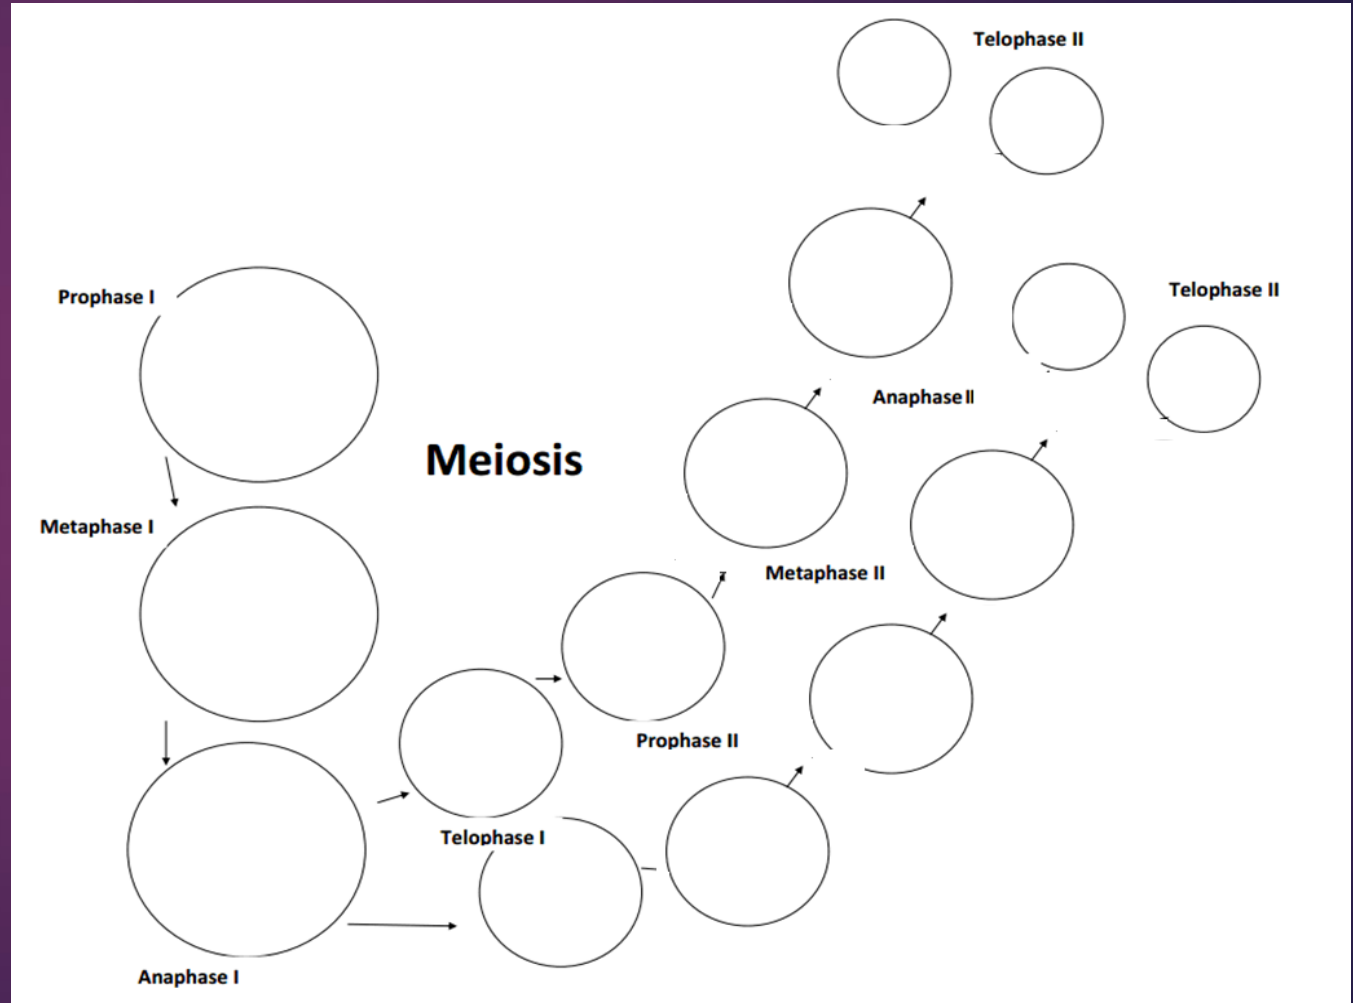 Telophase II
Prophase I
Telophase II
Anaphase II
Meiosis
Metaphase I
Metaphase II
Prophase II
Telophase I
Anaphase I